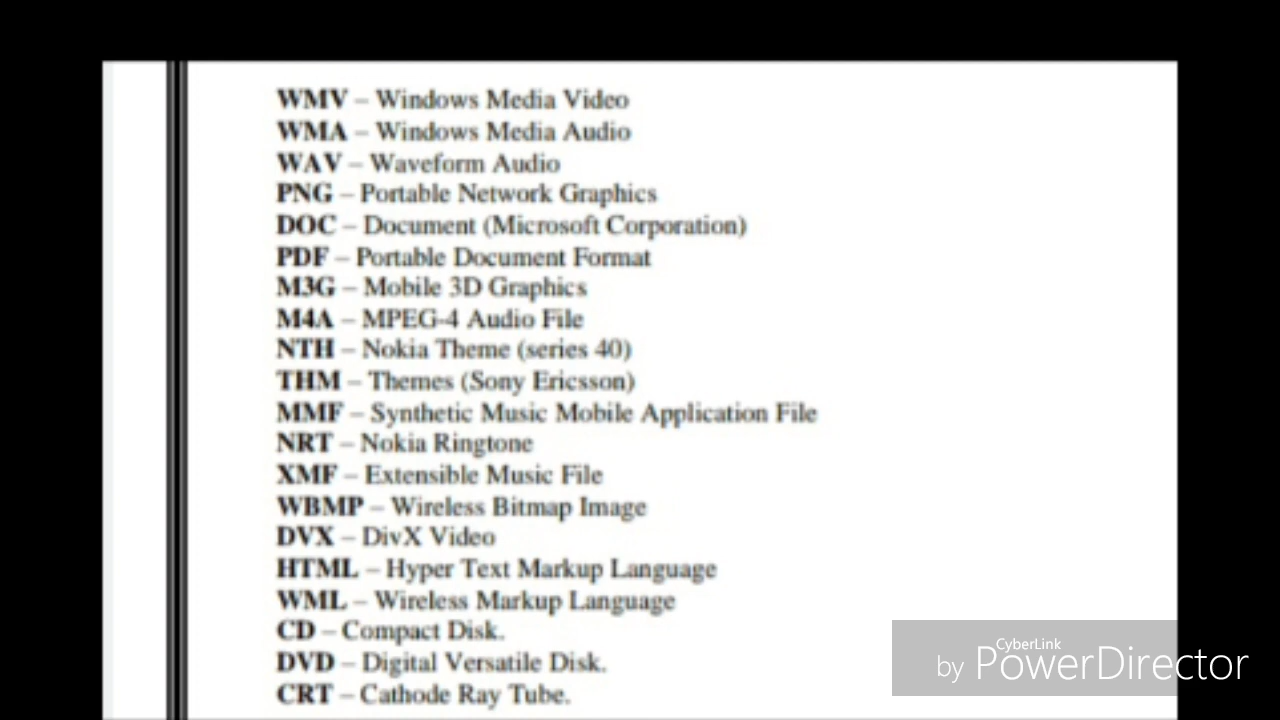 WMV – Windows Media Video
WMA – Windows Media Audio
WAV – Waveform Audio
PNG – Portable Network Graphics
DOC – Document (Microsoft Corporation)
PDF – Portable Document Format
M3G – Mobile 3D Graphics
M4A – MPEG-4 Audio File
NTH – Nokia Theme (series 40)
THM – Themes (Sony Ericsson)
MMF – Synthetic Music Mobile Application File
NRT – Nokia Ringtone
XMF – Extensible Music File
WBMP – Wireless Bitmap Image
DVX – DivX Video
HTML – Hyper Text Markup Language
WML – Wireless Markup Language
CD – Compact Disk.
DVD – Digital Versatile Disk.
CRT – Cathode Ray Tube.
CyberLink
by PowerDirector